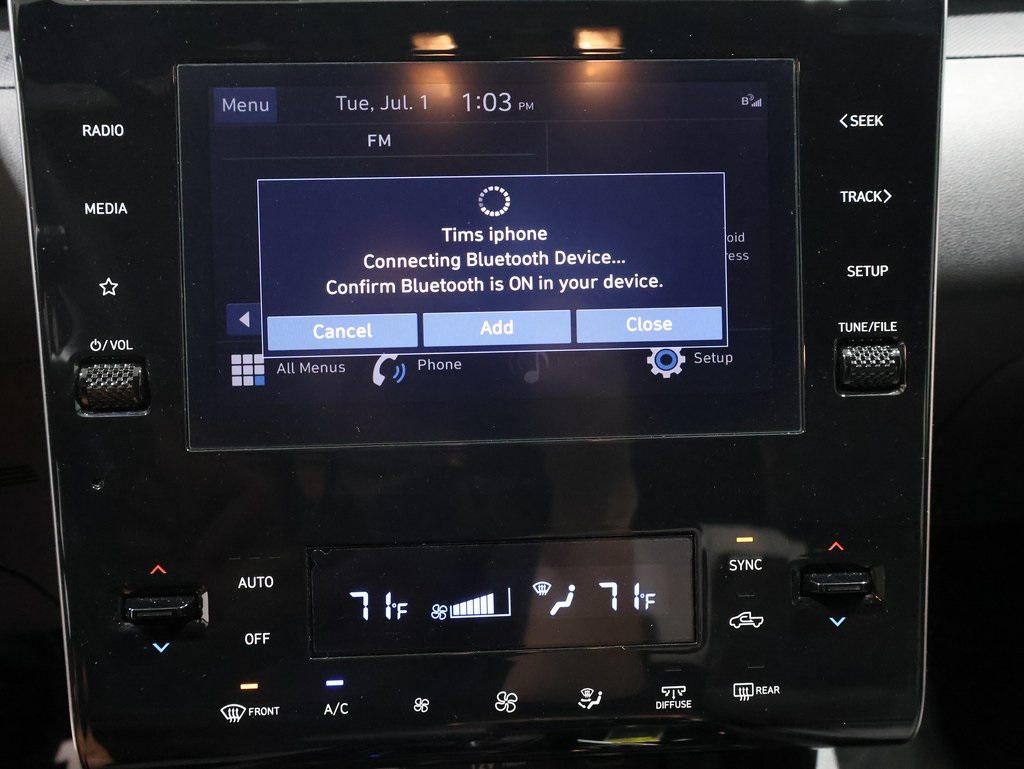 Menu
Tue, Jul. 1
1:03 PM
B
FM
Tims iphone
Connecting Bluetooth Device...
Confirm Bluetooth is ON in your device.
Cancel
Add
Close
oid
ress
All Menus
Phone
Setup
RADIO
MEDIA
/ VOL
<SEEK
TRACK>
SETUP
TUNE/FILE
AUTO
OFF
71°F
71°F
SYNC
FRONT
A/C
DIFFUSE
REAR